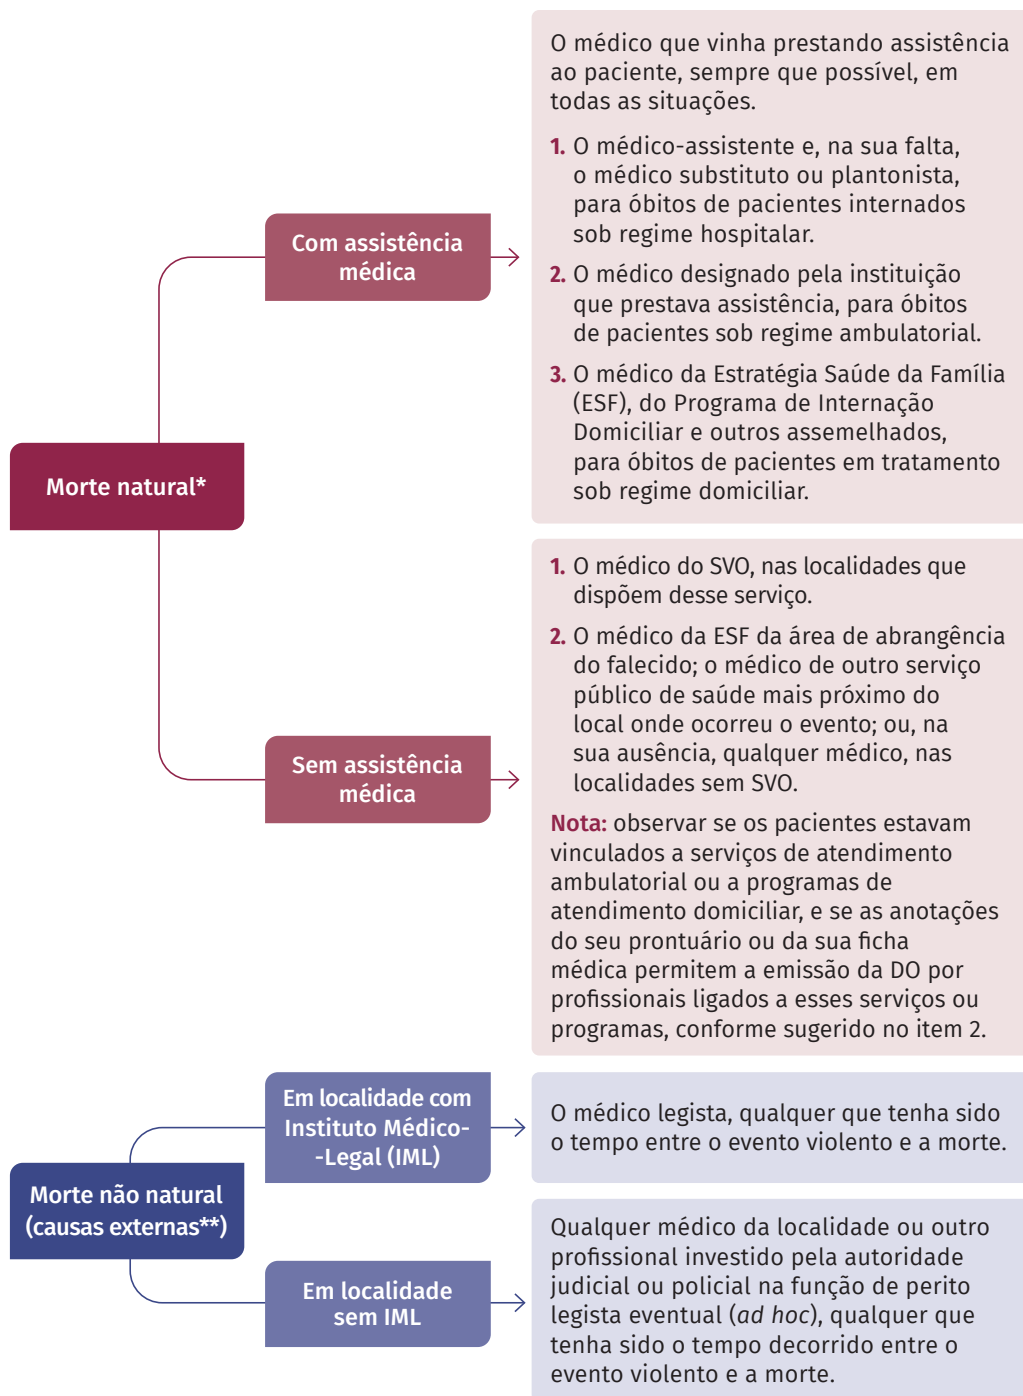 Morte natural*
Com assistência
médica
O médico que vinha prestando assistência
ao paciente, sempre que possível, em
todas as situações.
1. O médico-assistente e, na sua falta,
o médico substituto ou plantonista,
para óbitos de pacientes internados
sob regime hospitalar.
2. O médico designado pela instituição
que prestava assistência, para óbitos
de pacientes sob regime ambulatorial.
3. O médico da Estratégia Saúde da Família
(ESF), do Programa de Internação
Domiciliar e outros assemelhados,
para óbitos de pacientes em tratamento
sob regime domiciliar.
Sem assistência
médica
1. O médico do SVO, nas localidades que
dispõem desse serviço.
2. O médico da ESF da área de abrangência
do falecido; o médico de outro serviço
público de saúde mais próximo do
local onde ocorreu o evento; ou, na
sua ausência, qualquer médico, nas
localidades sem SVO.
Nota: observar se os pacientes estavam
vinculados a serviços de atendimento
ambulatorial ou a programas de
atendimento domiciliar, e se as anotações
do seu prontuário ou da sua ficha
médica permitem a emissão da DO por
profissionais ligados a esses serviços ou
programas, conforme sugerido no item 2.
Morte não natural
(causas externas**)
Em localidade com
Instituto Médico-
-Legal (IML)
O médico legista, qualquer que tenha sido
o tempo entre o evento violento e a morte.
Em localidade
sem IML
Qualquer médico da localidade ou outro
profissional investido pela autoridade
judicial ou policial na função de perito
legista eventual (ad hoc), qualquer que
tenha sido o tempo decorrido entre o
evento violento e a morte.